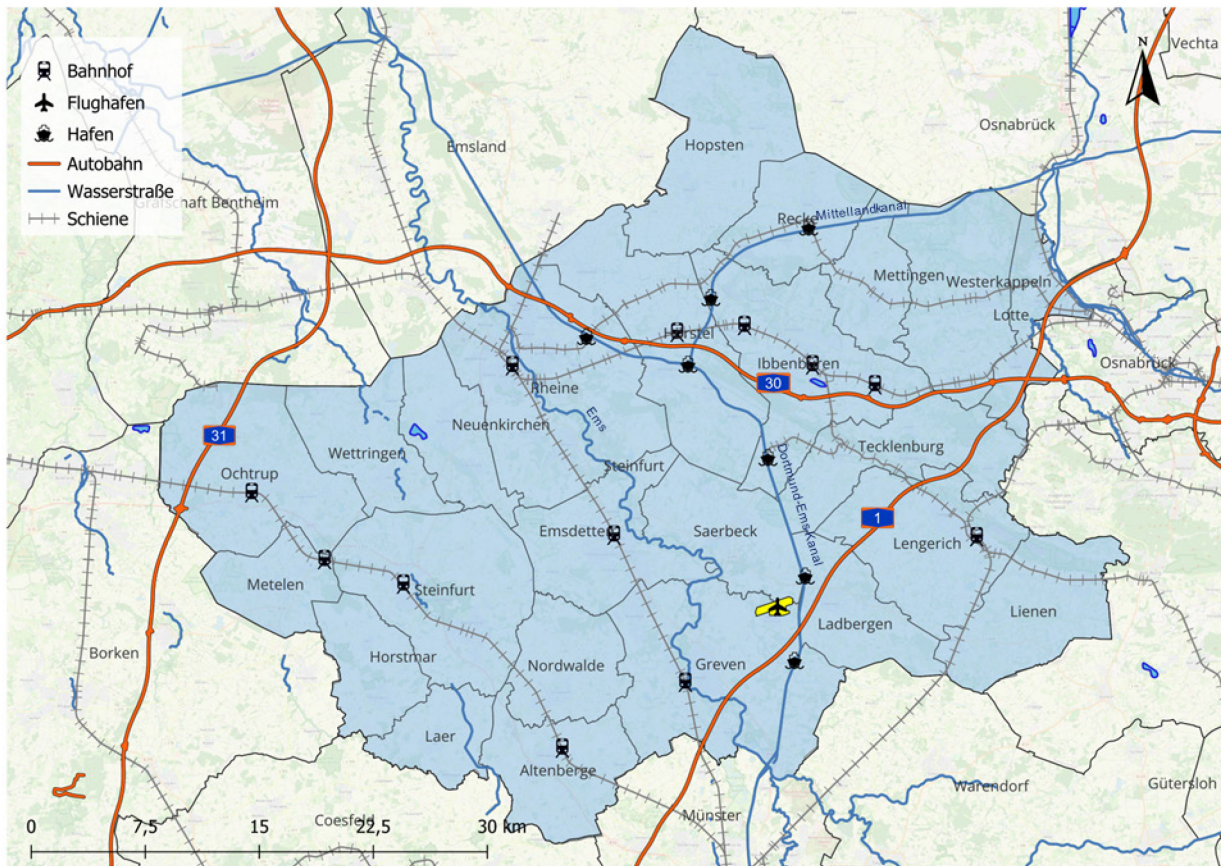 Bahnhof
Flughafen
Hafen
Autobahn
Wasserstraße
Schiene
N
Vechta
Osnabrück
Emsland
Hopsten
Grafschaft Bentheim
Recke
Mittellandkanal
Mettingen
Westerkappeln
Lotte
Hörstel
Osnabrück
Ibbenbüren
30
Rheine
Ems
Neuenkirchen
31
Wettringen
Tecklenburg
Steinfurt
Ochtrup
Dortmund-Ems-Kanal
1
Emsdetten
Saerbeck
Lengerich
Metelen
Steinfurt
Lienen
Ladbergen
Borken
Horstmar
Nordwalde
Greven
Laer
Altenberge
Warendorf
Gütersloh
Münster
Coesfeld
0 7,5 15 22,5 30 km